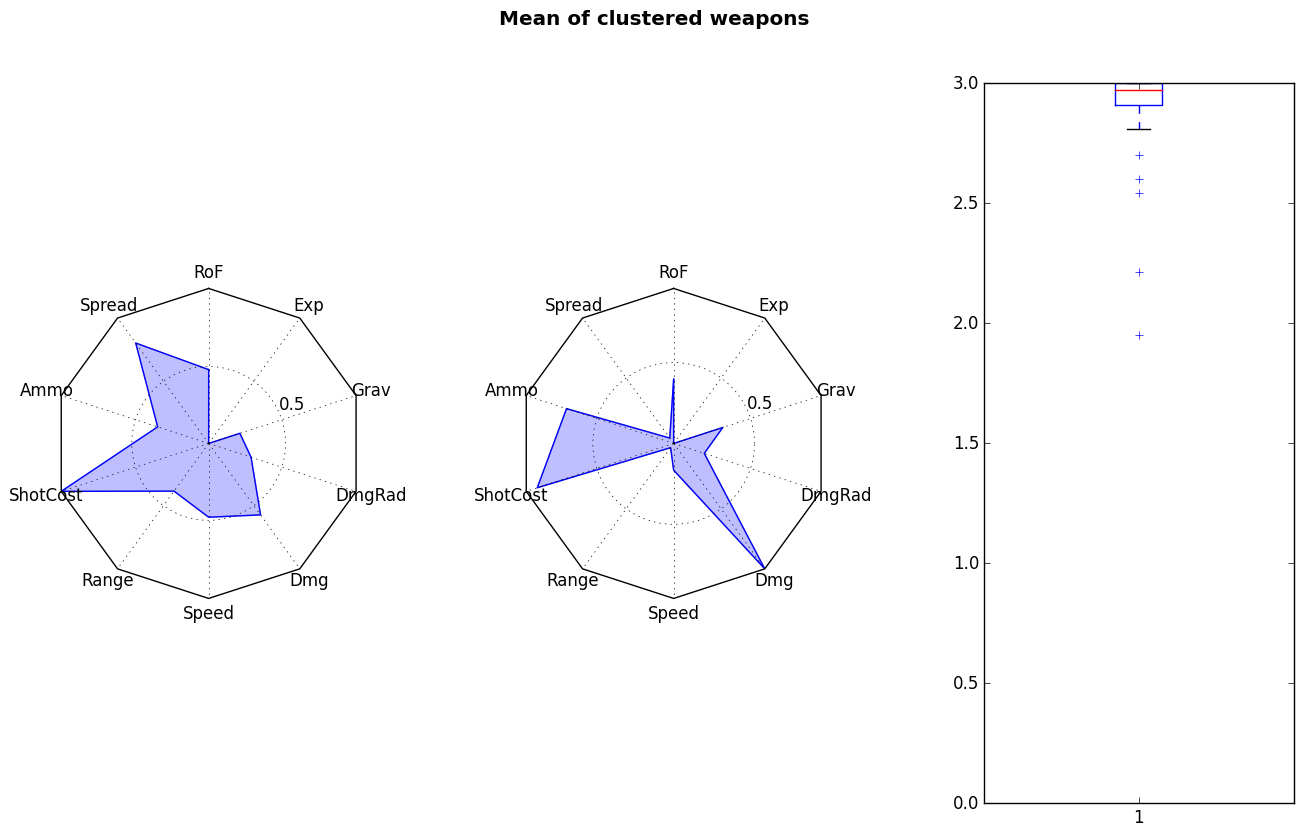 Mean of clustered weapons
RoF
Exp
Spread
Grav
Ammo
0.5
ShotCost
DmgRad
Range
Dmg
Speed
RoF
Exp
Spread
Grav
Ammo
0.5
ShotCost
DmgRad
Range
Dmg
Speed
3.0
2.5
2.0
1.5
1.0
0.5
0.0
1